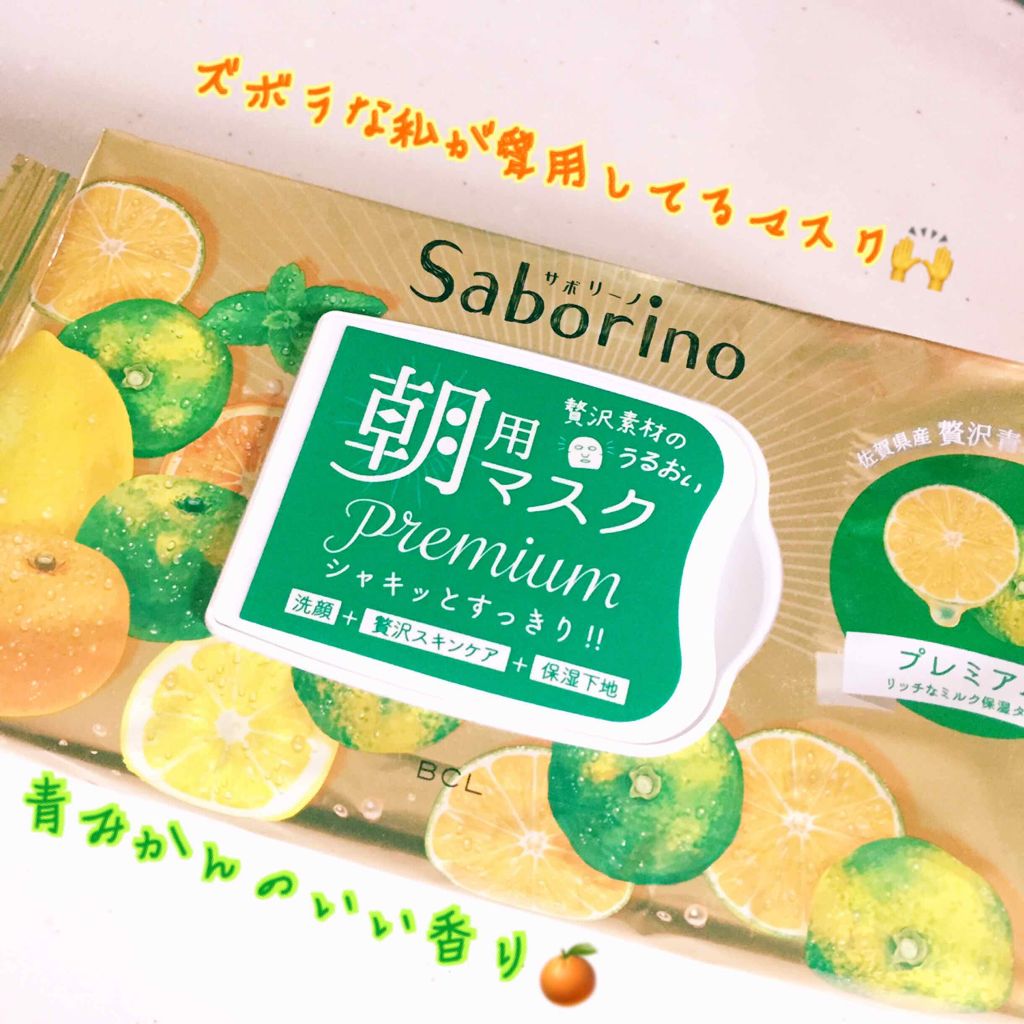 ズボラな私が愛用してるマスク🙌
Saborino
サボリーノ
朝用マスク
贅沢素材の
うるおい
premium
シャキッとすっきり!!
洗顔+贅沢スキンケア+保湿下地
佐賀県産 贅沢青
プレミア
リッチなミルク保湿タ
BCL
青みかんのいい香り🍊